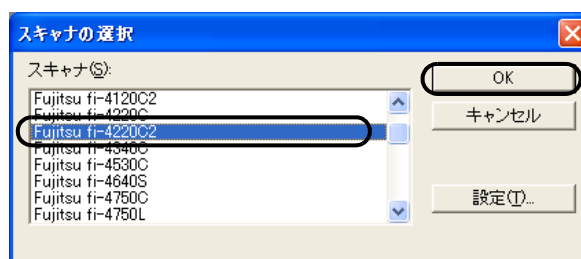 スキャナの選択
スキャナ(S):
Fujitsu fi-4120C2
Fujitsu fi-4220C
Fujitsu fi-4220C2
Fujitsu fi-4340C
Fujitsu fi-4530C
Fujitsu fi-4640S
Fujitsu fi-4750C
Fujitsu fi-4750L
OK
キャンセル
設定(T)...